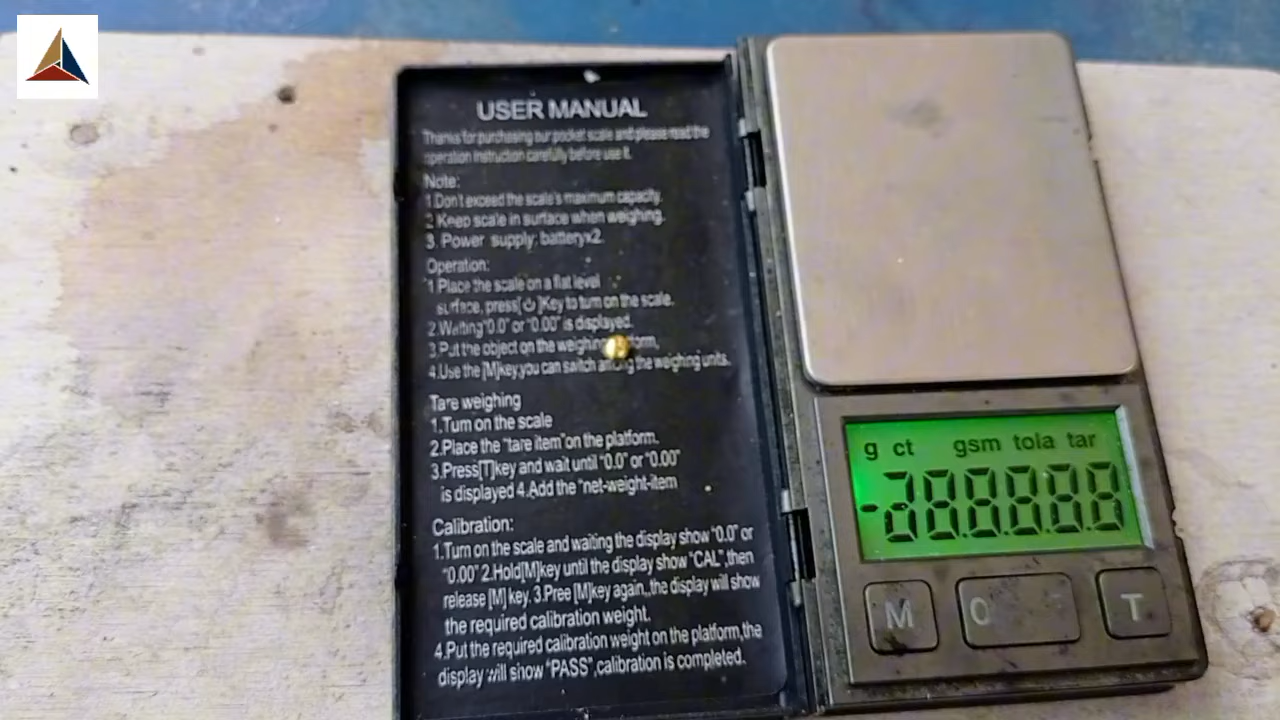 USER MANUAL
Thanks for purchasing our pocket scale and please read the
operation instruction carefully before use it.
Note:
1 Don't exceed the scale's maximum capacity.
2 Keep scale in surface when weighing.
3. Power supply: battery×2.
Operation:
1 Place the scale on a flat level
surface, press[⏻]Key to turn on the scale.
2.Waiting"0.0" or "0.00" is displayed.
3.Put the object on the weighing
4.Use the [M]key,you can switch among the weighing units.
Tare weighing
1.Turn on the scale
2.Place the "tare item"on the platform.
3.Press[T]key and wait until "0.0" or "0.00"
is displayed 4.Add the "net-weight-item
Calibration:
1.Turn on the scale and waiting the display show "0.0" or
"0.00" 2.Hold[M]key until the display show "CAL",then
release [M] key. 3.Pree [M]key again,,the display will show
the required calibration weight.
4.Put the required calibration weight on the platform,the
display will show "PASS",calibration is completed.
g ct gsm tola tar
M T